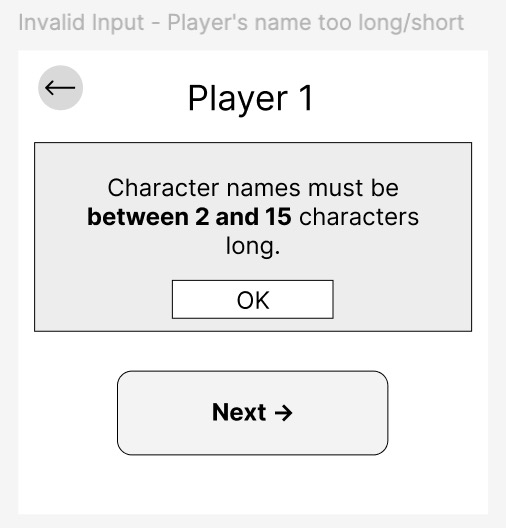 Invalid Input - Player's name too long/short
←
Player 1
Character names must be
between 2 and 15 characters
long.
OK
Next →